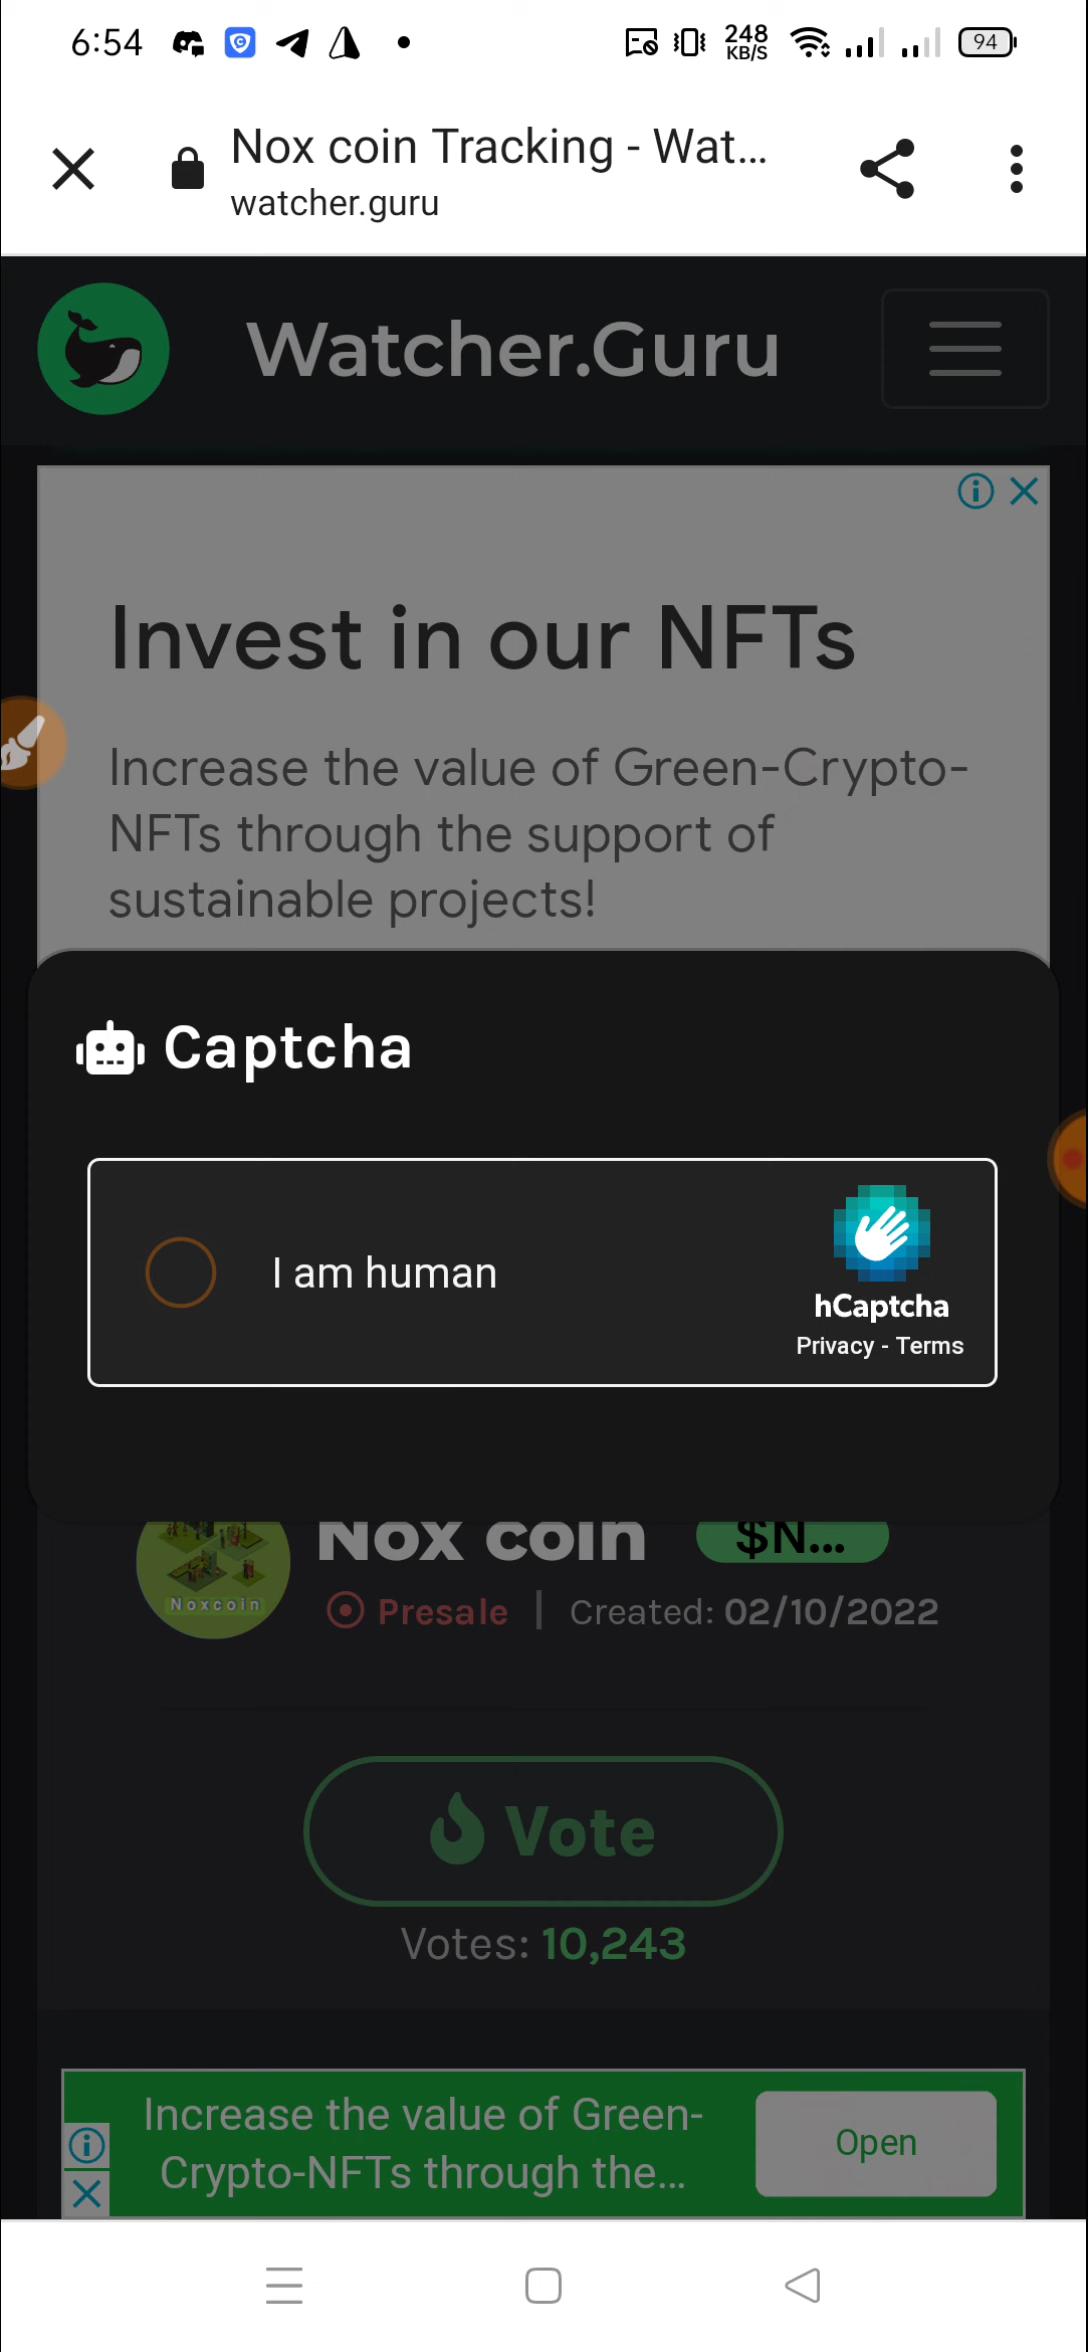 6:54
248
KB/S
94
Nox coin Tracking - Wat...
watcher.guru
Watcher.Guru
Invest in our NFTs
Increase the value of Green-Crypto-
NFTs through the support of
sustainable projects!
Captcha
I am human
hCaptcha
Privacy - Terms
Nox coin
$N...
Noxcoin
Presale | Created: 02/10/2022
Vote
Votes: 10,243
Increase the value of Green-
Crypto-NFTs through the...
Open